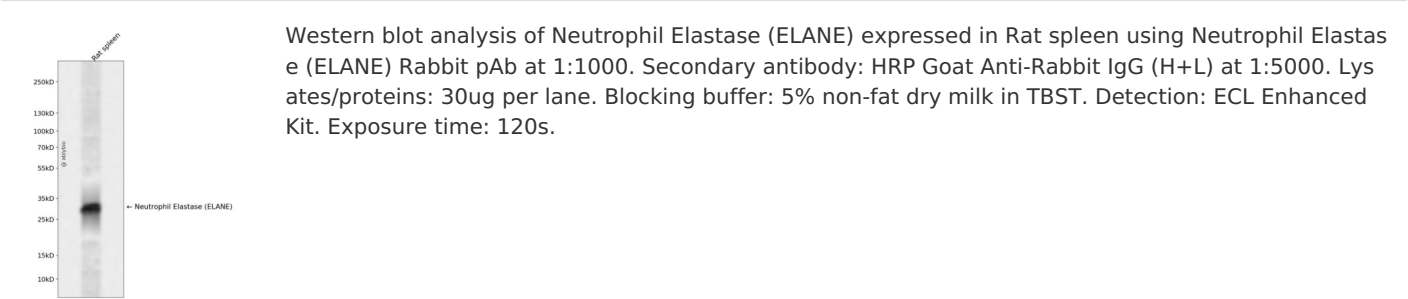 Rat spleen
250kD
130kD
100kD
70kD
55kD
35kD
25kD
15kD
10kD
← Neutrophil Elastase (ELANE)
Western blot analysis of Neutrophil Elastase (ELANE) expressed in Rat spleen using Neutrophil Elastas
e (ELANE) Rabbit pAb at 1:1000. Secondary antibody: HRP Goat Anti-Rabbit IgG (H+L) at 1:5000. Lys
ates/proteins: 30ug per lane. Blocking buffer: 5% non-fat dry milk in TBST. Detection: ECL Enhanced
Kit. Exposure time: 120s.